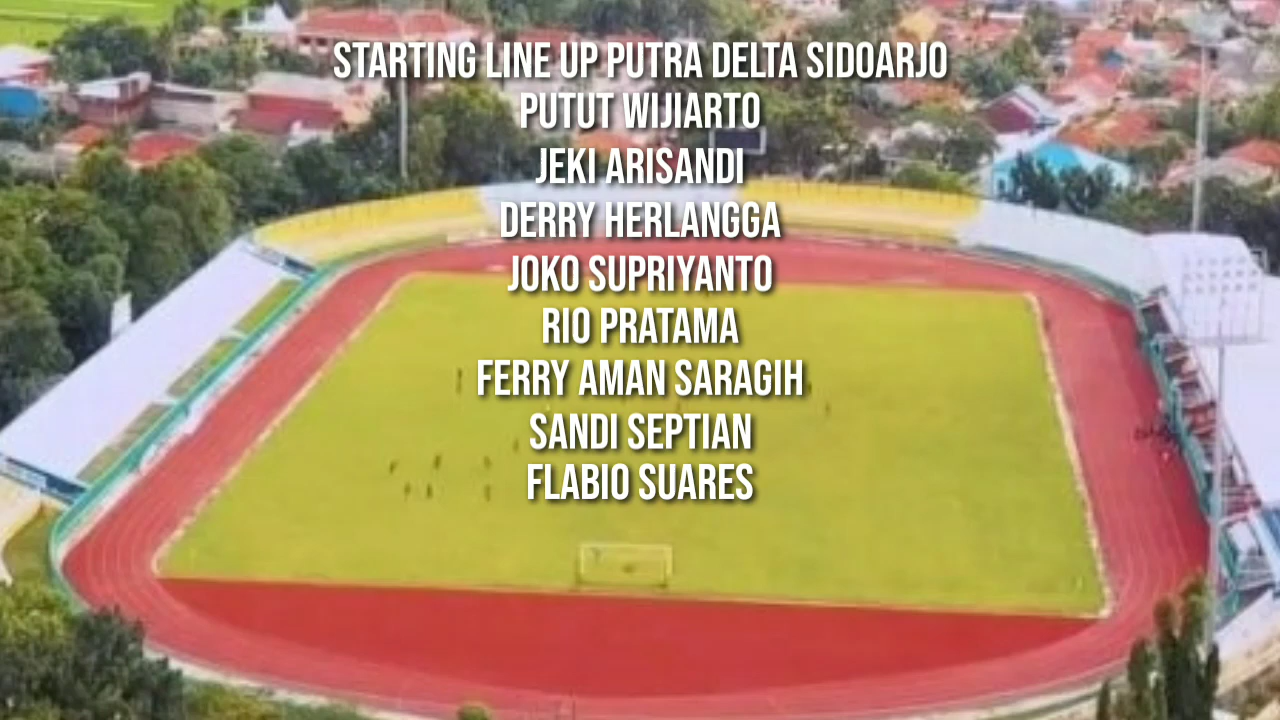 STARTING LINE UP PUTRA DELTA SIDOARJO
PUTUT WIJIARTO
JEKI ARISANDI
DERRY HERLANGGA
JOKO SUPRIYANTO
RIO PRATAMA
FERRY AMAN SARAGIH
SANDI SEPTIAN
FLABIO SUARES